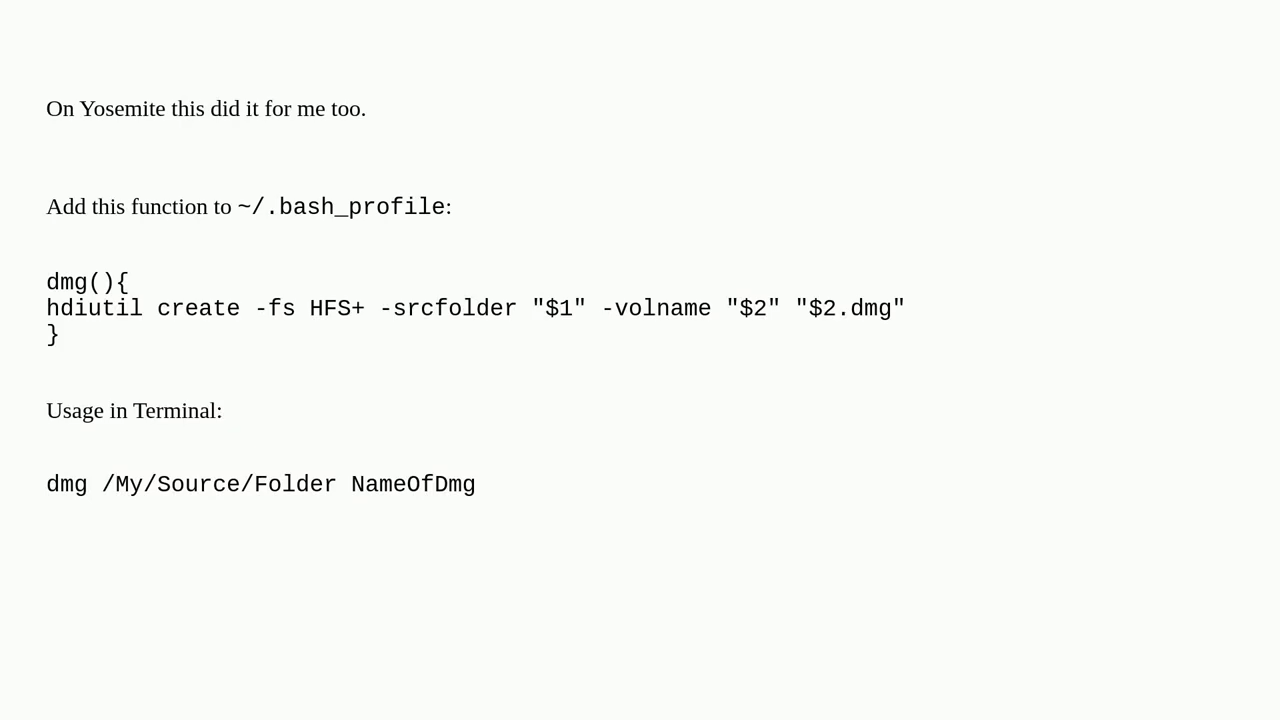 On Yosemite this did it for me too.
Add this function to ~/.bash_profile:
dmg(){
hdiutil create -fs HFS+ -srcfolder "$1" -volname "$2" "$2.dmg"
}
Usage in Terminal:
dmg /My/Source/Folder NameOfDmg